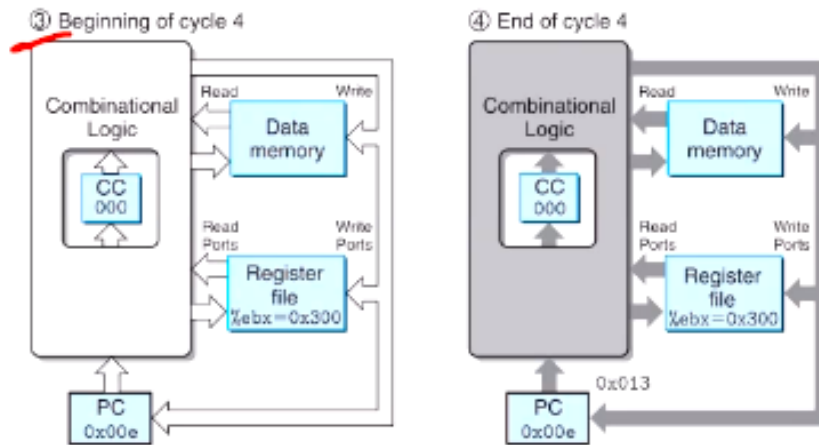 ③ Beginning of cycle 4
Combinational
Logic
CC
000
Read
Write
Data
memory
Read
Ports
Write
Ports
Register
file
%ebx=0x300
PC
0x00e
④ End of cycle 4
Combinational
Logic
CC
000
Read
Write
Data
memory
Read
Ports
Write
Ports
Register
file
%ebx=0x300
0x013
PC
0x00e